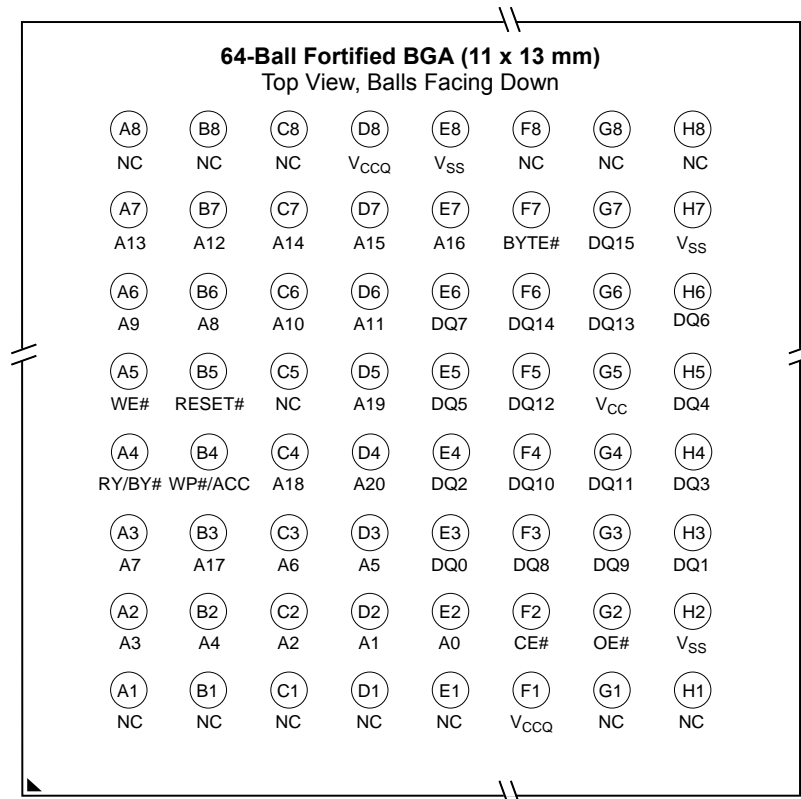 64-Ball Fortified BGA (11 x 13 mm)
Top View, Balls Facing Down
A8 B8 C8 D8 E8 F8 G8 H8
NC NC NC VCCQ VSS NC NC NC
A7 B7 C7 D7 E7 F7 G7 H7
A13 A12 A14 A15 A16 BYTE# DQ15 VSS
A6 B6 C6 D6 E6 F6 G6 H6
A9 A8 A10 A11 DQ7 DQ14 DQ13 DQ6
A5 B5 C5 D5 E5 F5 G5 H5
WE# RESET# NC A19 DQ5 DQ12 VCC DQ4
A4 B4 C4 D4 E4 F4 G4 H4
RY/BY# WP#/ACC A18 A20 DQ2 DQ10 DQ11 DQ3
A3 B3 C3 D3 E3 F3 G3 H3
A7 A17 A6 A5 DQ0 DQ8 DQ9 DQ1
A2 B2 C2 D2 E2 F2 G2 H2
A3 A4 A2 A1 A0 CE# OE# VSS
A1 B1 C1 D1 E1 F1 G1 H1
NC NC NC NC NC VCCQ NC NC